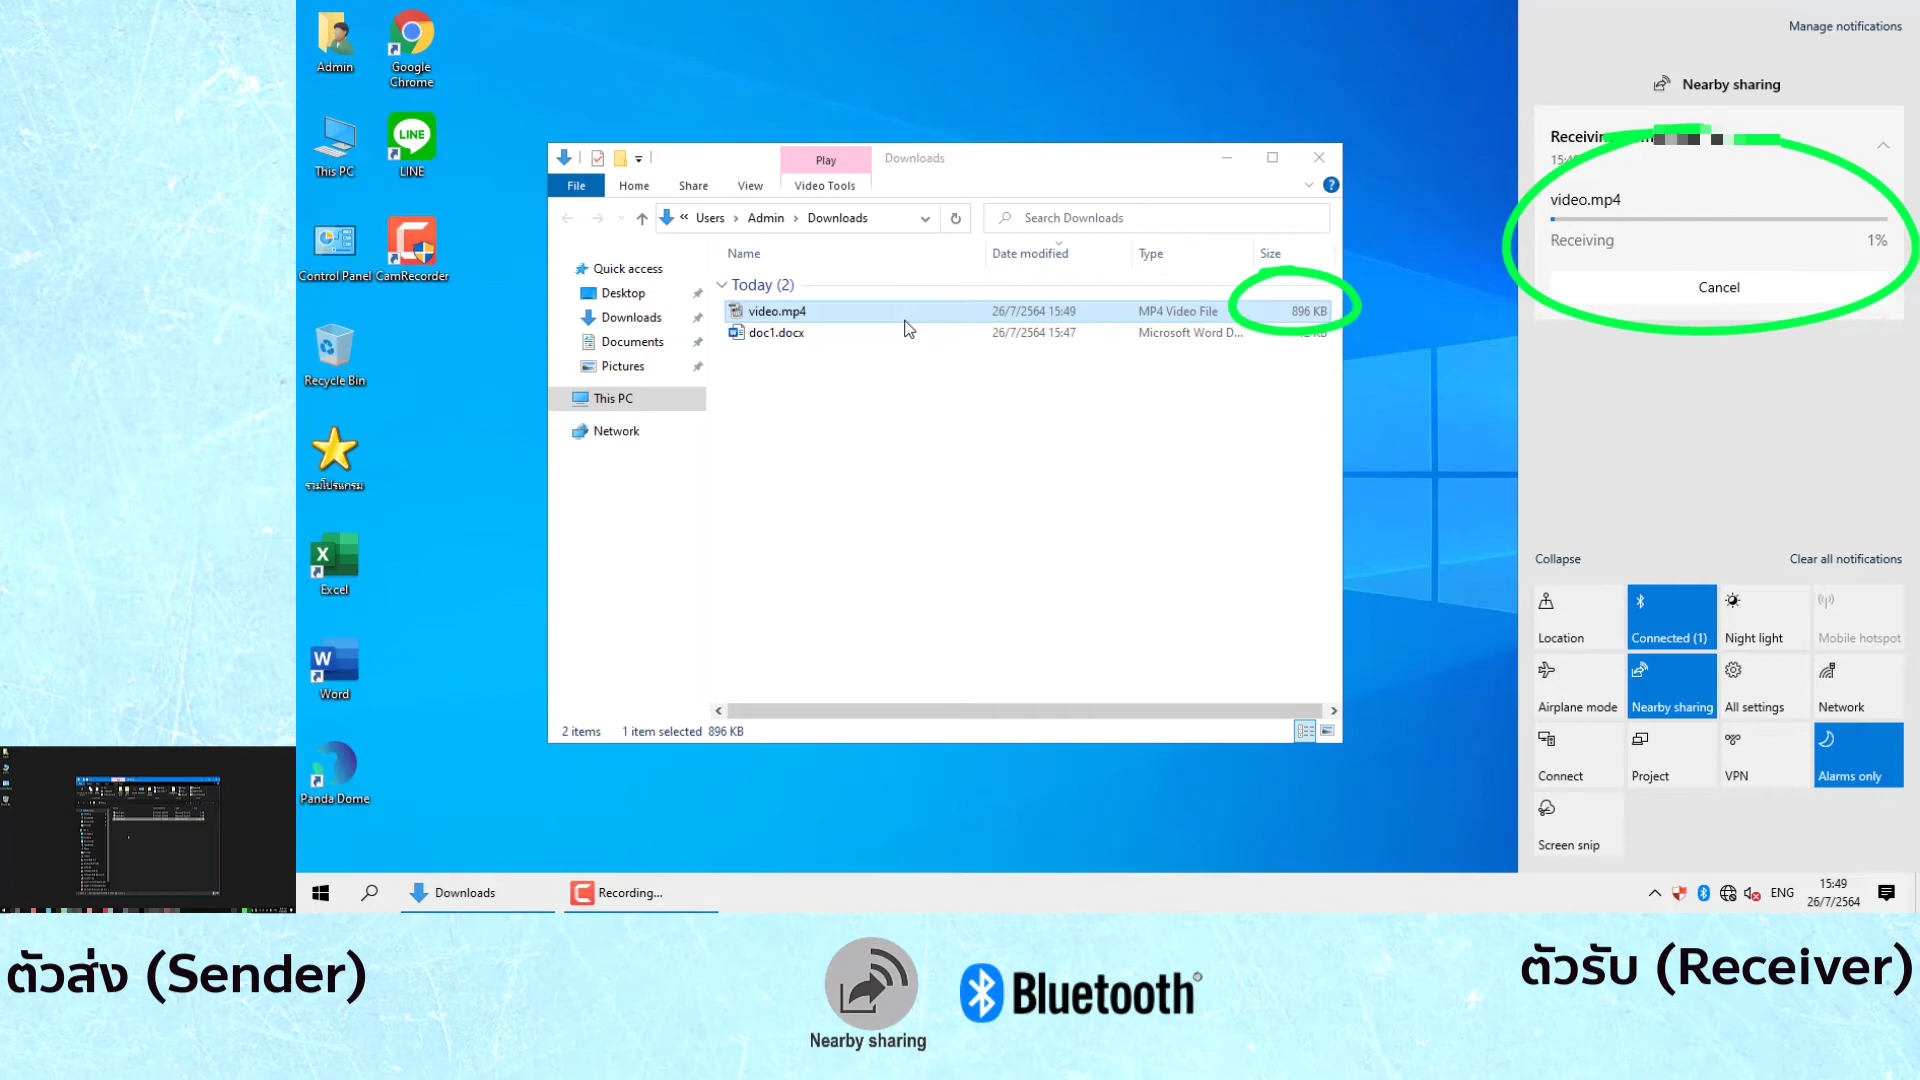 Admin
Google
Chrome
This PC
LINE
LINE
Control Panel
CamRecorder
Recycle Bin
รวมโปรแกรม
Excel
Word
Panda Dome
Play
Downloads
File
Home
Share
View
Video Tools
Users
Admin
Downloads
Search Downloads
Name
Date modified
Type
Size
Quick access
Desktop
Downloads
Documents
Pictures
This PC
Network
Today (2)
video.mp4
26/7/2564 15:49
MP4 Video File
896 KB
doc1.docx
26/7/2564 15:47
Microsoft Word D...
KB
2 items
1 item selected 896 KB
Manage notifications
Nearby sharing
video.mp4
Receiving
1%
Cancel
Collapse
Clear all notifications
Location
Connected (1)
Night light
Mobile hotspot
Airplane mode
Nearby sharing
All settings
Network
Connect
Project
VPN
Alarms only
Screen snip
Downloads
Recording...
ENG
15:49
26/7/2564
ตัวส่ง (Sender)
Nearby sharing
Bluetooth
ตัวรับ (Receiver)